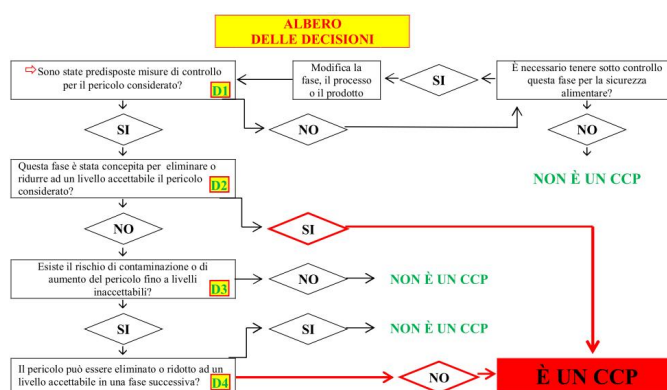 ALBERO
DELLE DECISIONI
⇨Sono state predisposte misure di controllo
per il pericolo considerato?
D1
Modifica la
fase, il processo
o il prodotto
SI
È necessario tenere sotto controllo
questa fase per la sicurezza
alimentare?
SI
NO
NO
NON È UN CCP
Questa fase è stata concepita per eliminare o
ridurre ad un livello accettabile il pericolo
considerato?
D2
NO
SI
Esiste il rischio di contaminazione o di
aumento del pericolo fino a livelli
inaccettabili?
D3
NO
NON È UN CCP
SI
SI
NON È UN CCP
Il pericolo può essere eliminato o ridotto ad un
livello accettabile in una fase successiva?
D4
NO
È UN CCP